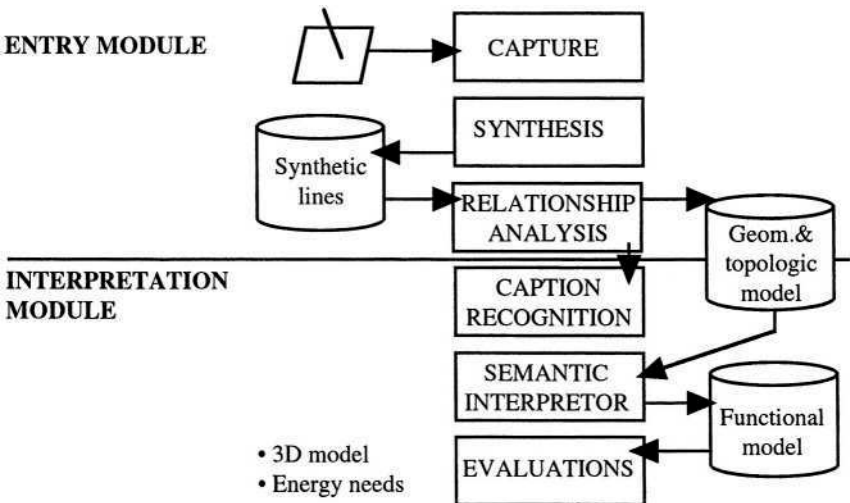 ENTRY MODULE
CAPTURE
SYNTHESIS
Synthetic
lines
RELATIONSHIP
ANALYSIS
Geom.&
topologic
model
INTERPRETATION
MODULE
CAPTION
RECOGNITION
SEMANTIC
INTERPRETOR
Functional
model
• 3D model
• Energy needs
EVALUATIONS